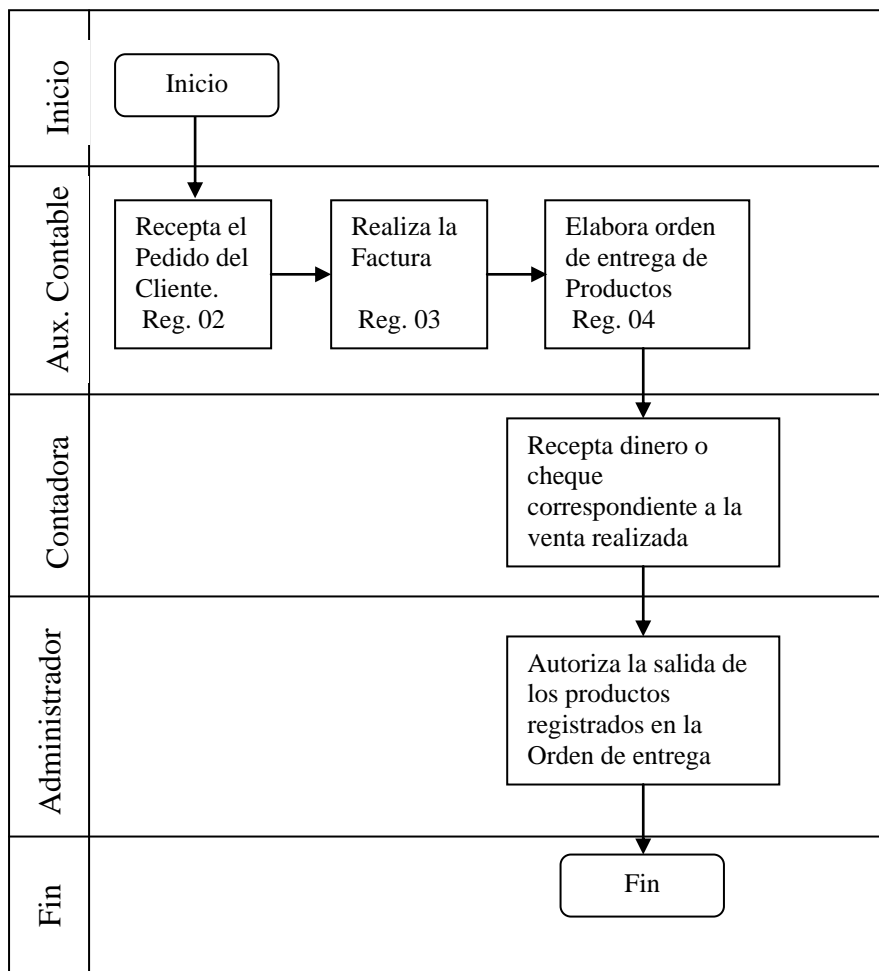 Inicio
Inicio
Aux. Contable
Recepta el
Pedido del
Cliente.
Reg. 02
Realiza la
Factura
Reg. 03
Elabora orden
de entrega de
Productos
Reg. 04
Contadora
Recepta dinero o
cheque
correspondiente a la
venta realizada
Administrador
Autoriza la salida de
los productos
registrados en la
Orden de entrega
Fin
Fin